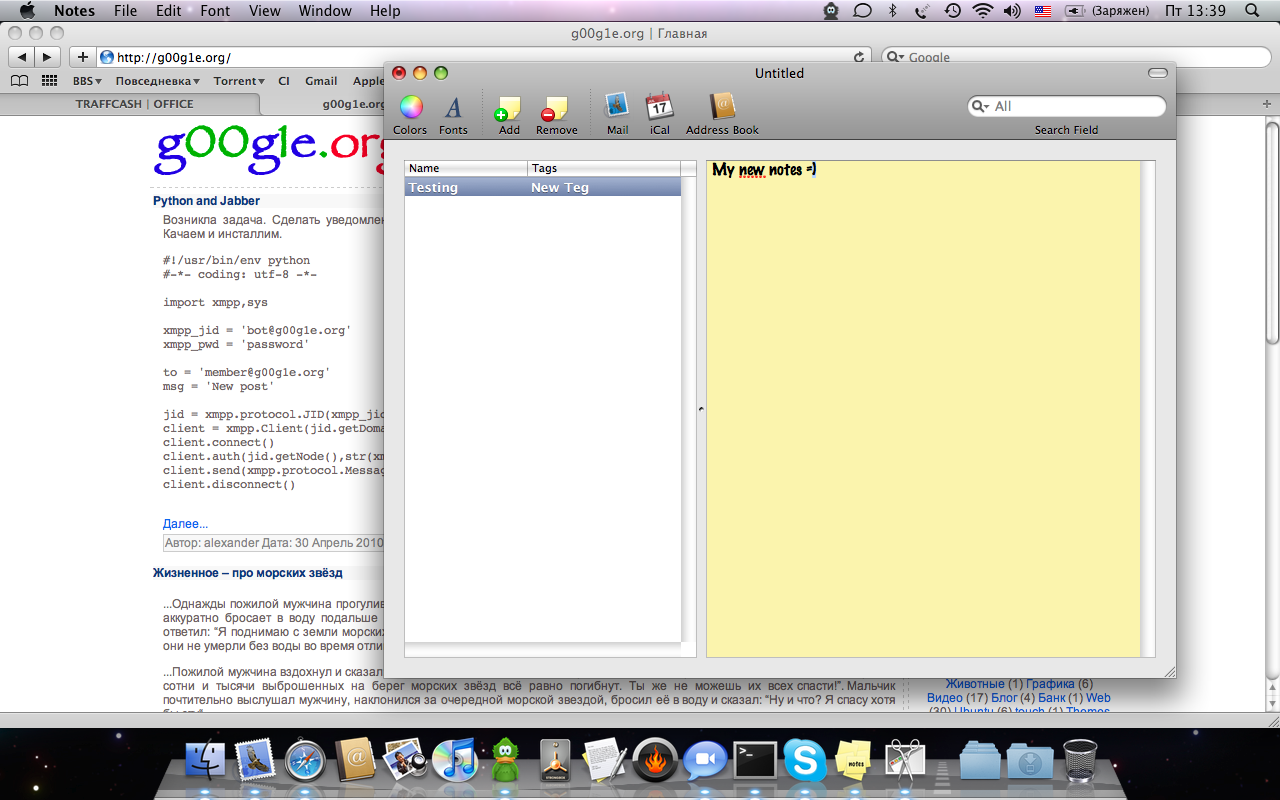 Notes File Edit Font View Window Help (Заряжен) Пт 13:39
g00g1e.org | Главная
http://g00g1e.org/ Google
BBS Повседневка Torrent CI Gmail Apple
TRAFFCASH | OFFICE g00g1e.org
Untitled
Colors Fonts Add Remove Mail 17 iCal Address Book All Search Field
g00g1e.org
Name Tags
Testing New Teg
My new notes =)
Python and Jabber
Возникла задача. Сделать уведомлен
Качаем и инсталлим.
#!/usr/bin/env python
#-*- coding: utf-8 -*-
import xmpp,sys
xmpp_jid = 'bot@g00g1e.org'
xmpp_pwd = 'password'
to = 'member@g00g1e.org'
msg = 'New post'
jid = xmpp.protocol.JID(xmpp_jid
client = xmpp.Client(jid.getDoma
client.connect()
client.auth(jid.getNode(),str(xm
client.send(xmpp.protocol.Messag
client.disconnect()
Далее...
Автор: alexander Дата: 30 Апрель 2010
Жизненное – про морских звёзд
...Однажды пожилой мужчина прогулив
аккуратно бросает в воду подальше
ответил: “Я поднимаю с земли морских
они не умерли без воды во время отли
...Пожилой мужчина вздохнул и сказал
сотни и тысячи выброшенных на берег морских звёзд всё равно погибнут. Ты же не можешь их всех спасти!”. Мальчик
почтительно выслушал мужчину, наклонился за очередной морской звездой, бросил её в воду и сказал: “Ну и что? Я спасу хотя
Животные (1) Графика (6)
Видео (17) Блог (4) Банк (1) Web
(30) Ubuntu (6) touch (1) Themes
notes